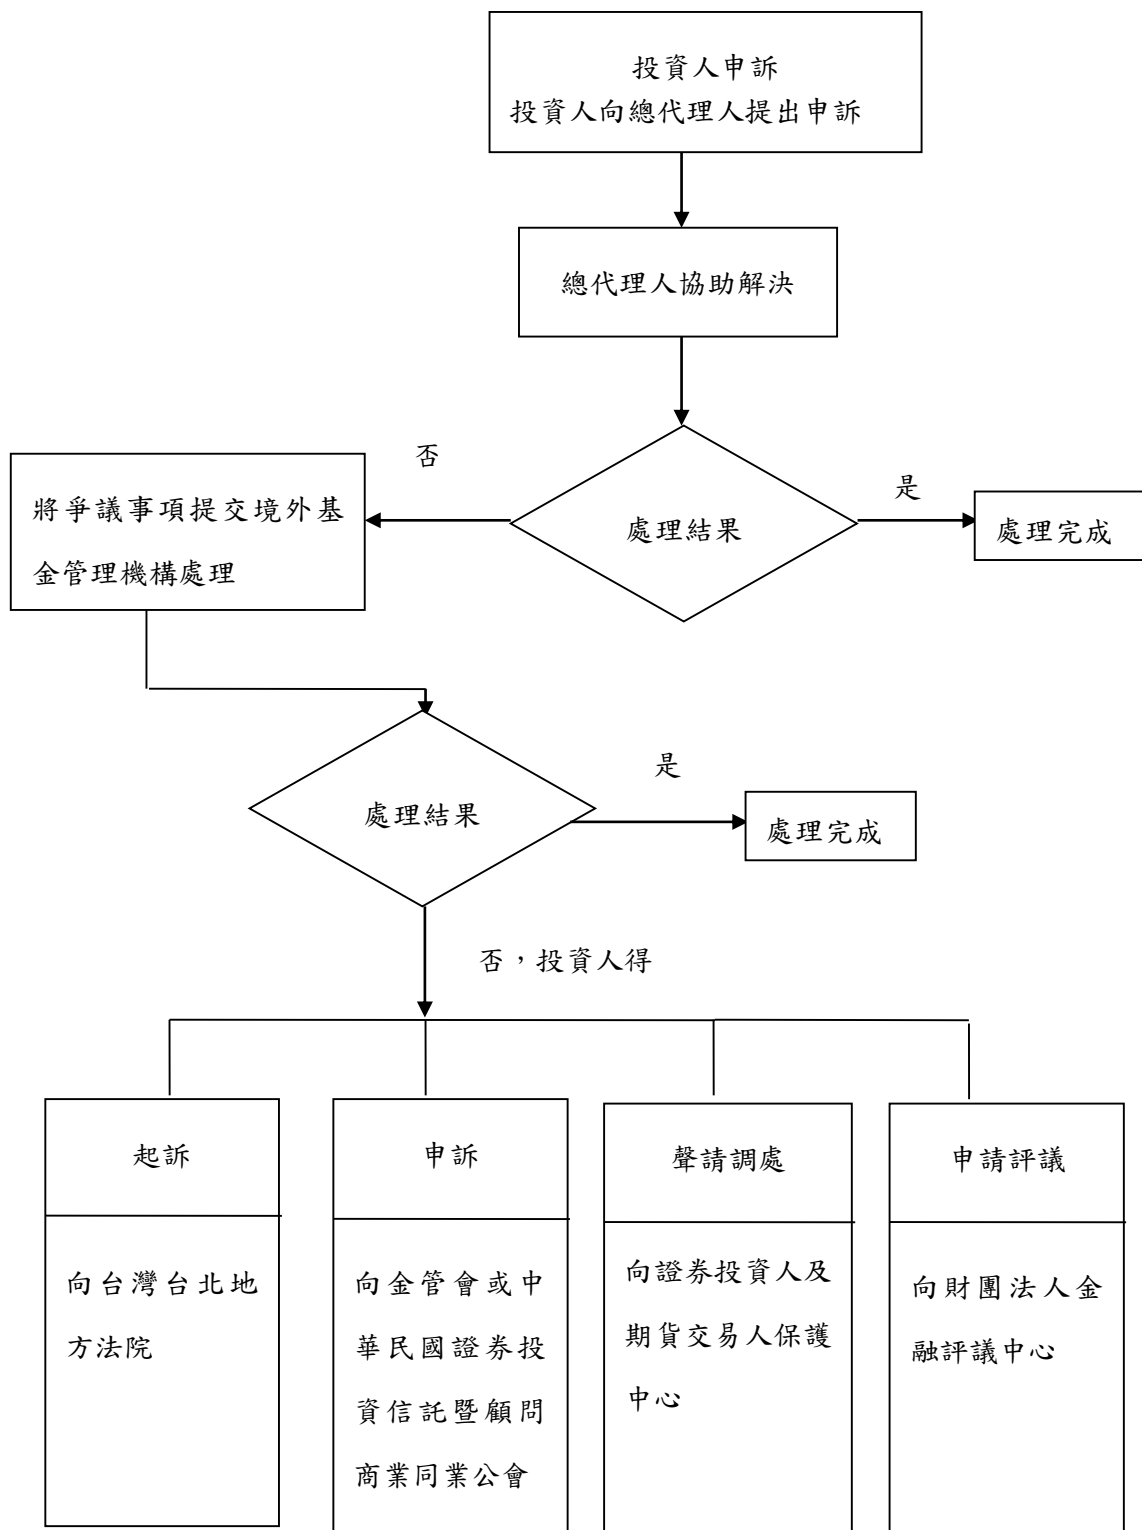 投資人申訴
投資人向總代理人提出申訴
總代理人協助解決
否
是
將爭議事項提交境外基
金管理機構處理
處理結果
處理完成
是
處理結果
處理完成
否，投資人得
起訴
向台灣台北地
方法院
申訴
向金管會或中
華民國證券投
資信託暨顧問
商業同業公會
聲請調處
向證券投資人及
期貨交易人保護
中心
申請評議
向財團法人金
融評議中心